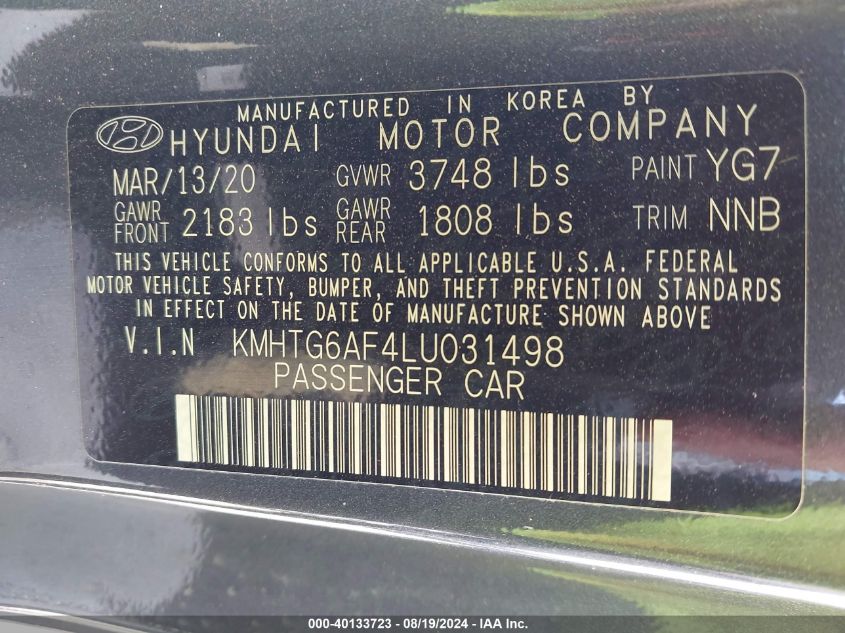 MANUFACTURED IN KOREA BY
HYUNDAI MOTOR COMPANY
MAR/13/20 GVWR 3748 lbs PAINT YG7
GAWR FRONT 2183 lbs GAWR REAR 1808 lbs TRIM NNB
THIS VEHICLE CONFORMS TO ALL APPLICABLE U.S.A. FEDERAL
MOTOR VEHICLE SAFETY, BUMPER, AND THEFT PREVENTION STANDARDS
IN EFFECT ON THE DATE OF MANUFACTURE SHOWN ABOVE
V.I.N KMHTG6AF4LU031498
PASSENGER CAR
000-40133723 - 08/19/2024 - IAA Inc.